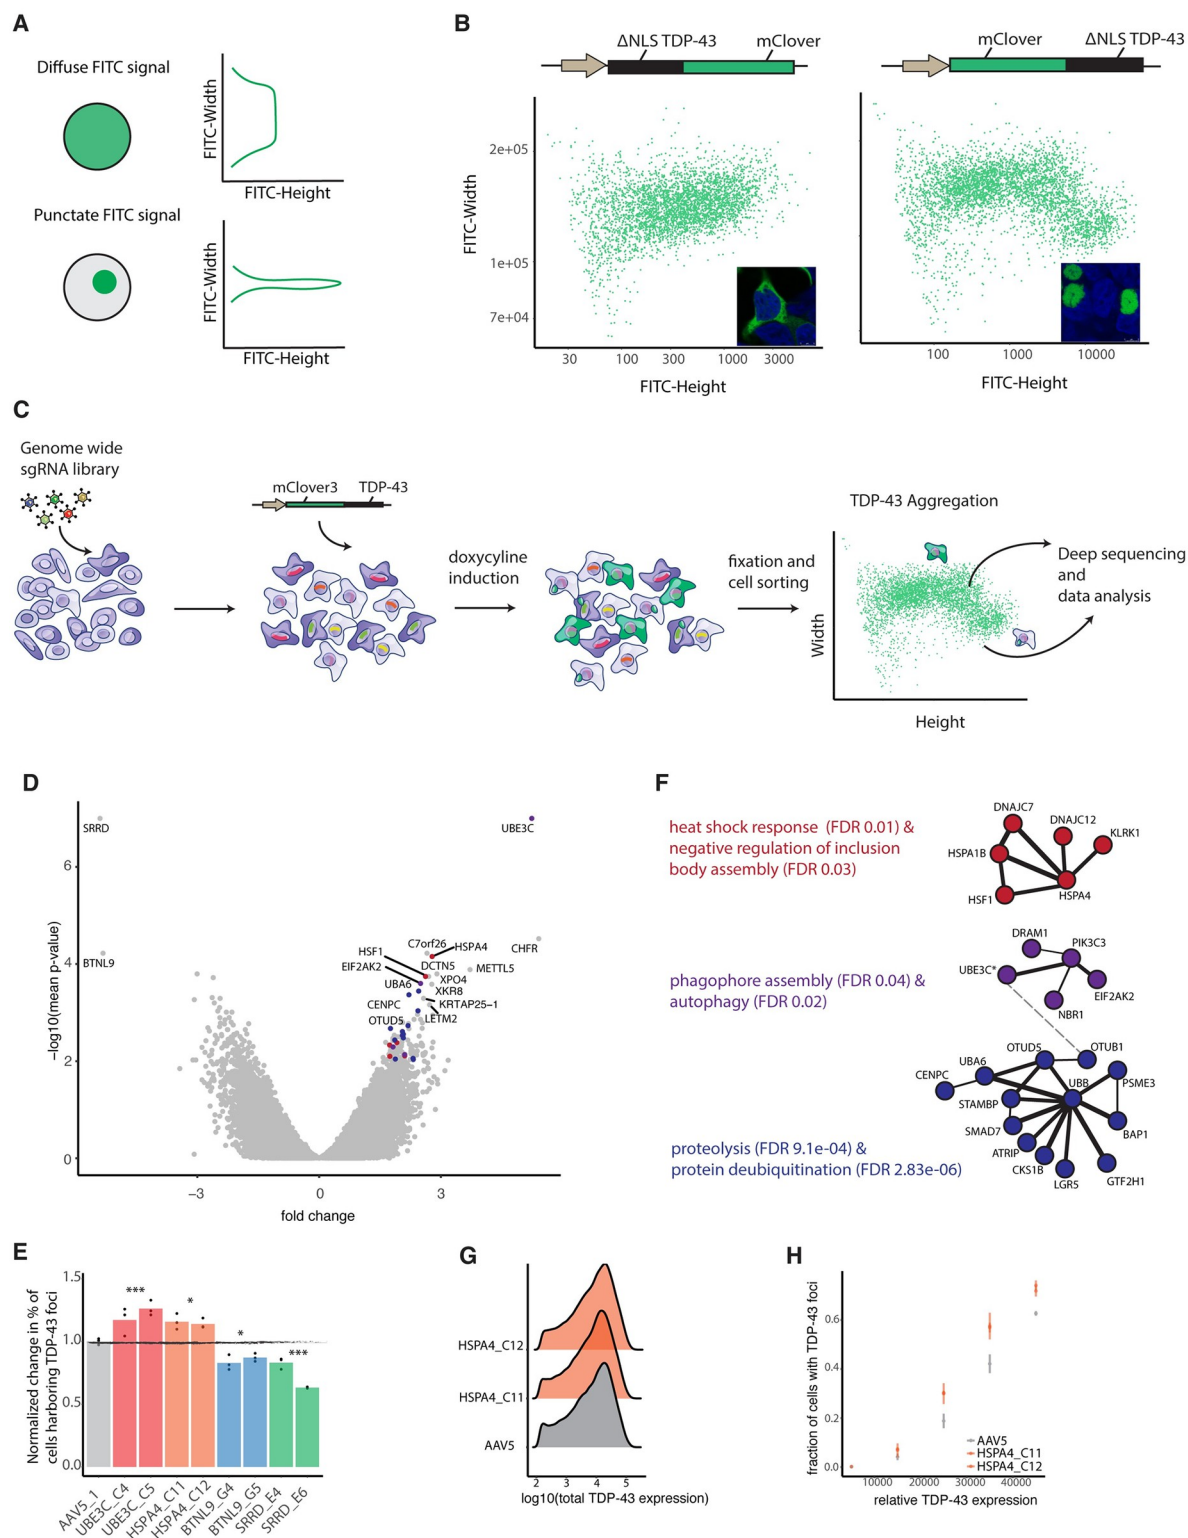 A
Diffuse FITC signal
FITC-Width
FITC-Height
Punctate FITC signal
FITC-Width
FITC-Height
B
ΔNLS TDP-43
mClover
2e+05
1e+05
7e+04
FITC-Width
30
100
300
1000
3000
FITC-Height
mClover
ΔNLS TDP-43
100
1000
10000
FITC-Height
C
Genome wide
sgRNA library
mClover3
TDP-43
doxycyline
induction
fixation and
cell sorting
TDP-43 Aggregation
Width
Height
Deep sequencing
and
data analysis
D
SRRD
UBE3C
BTNL9
C7orf26
HSPA4
CHFR
HSF1
EIF2AK2
DCTN5
METTL5
XPO4
UBA6
XKR8
CENPC
KRTAP25-1
OTUD5
LETM2
6
4
2
0
−log10(mean p-value)
−3
0
3
fold change
F
heat shock response (FDR 0.01) &
negative regulation of inclusion
body assembly (FDR 0.03)
DNAJC7
DNAJC12
KLRK1
HSPA1B
HSF1
HSPA4
phagophore assembly (FDR 0.04) &
autophagy (FDR 0.02)
DRAM1
PIK3C3
UBE3C*
EIF2AK2
NBR1
proteolysis (FDR 9.1e-04) &
protein deubiquitination (FDR 2.83e-06)
OTUD5
OTUB1
UBA6
CENPC
UBB
PSME3
STAMBP
SMAD7
BAP1
ATRIP
CKS1B
LGR5
GTF2H1
E
Normalized change in % of
cells harboring TDP-43 foci
1.5
1.0
0.5
0.0
***
*
*
***
AAV5_1
UBE3C_C4
UBE3C_C5
HSPA4_C11
HSPA4_C12
BTNL9_G4
BTNL9_G5
SRRD_E4
SRRD_E6
G
HSPA4_C12
HSPA4_C11
AAV5
2
3
4
5
log10(total TDP-43 expression)
H
fraction of cells with TDP-43 foci
0.6
0.4
0.2
0.0
AAV5
HSPA4_C11
HSPA4_C12
10000
20000
30000
40000
relative TDP-43 expression